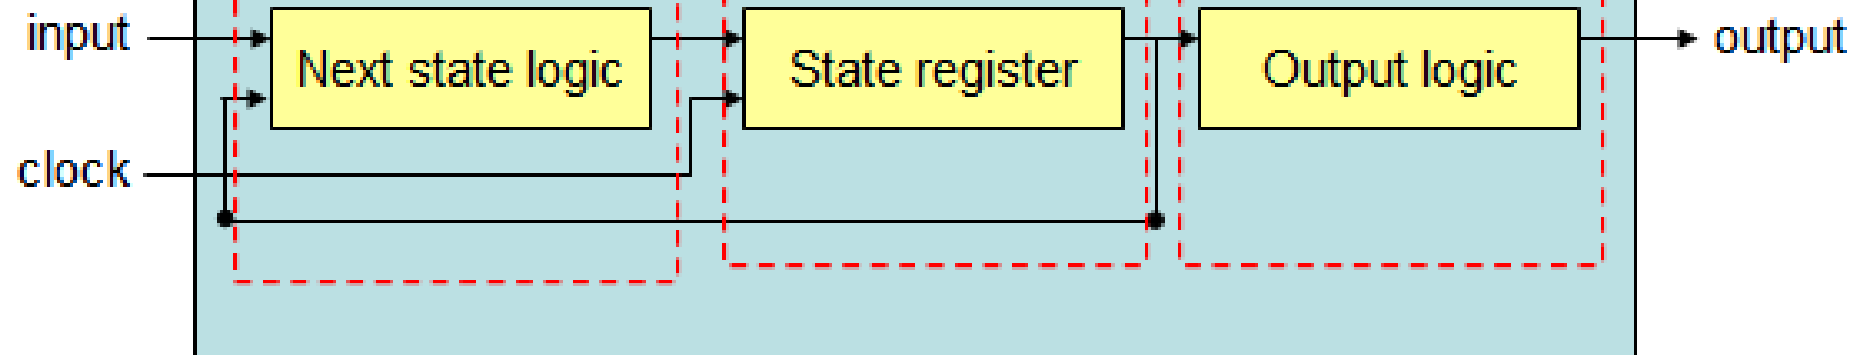 input
Next state logic
State register
Output logic
output
clock